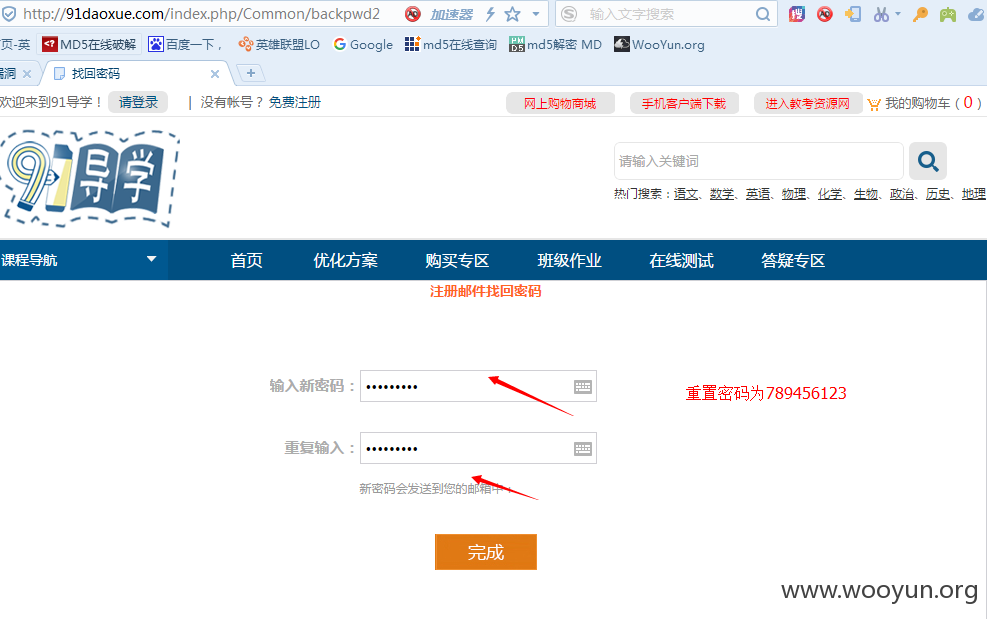 http://91daoxue.com/index.php/Common/backpwd2 加速器 输入文字搜索
页-英 MD5在线破解 百度一下， 英雄联盟LO Google md5在线查询 md5解密 MD WooYun.org
漏洞 找回密码
欢迎来到91导学！ 请登录 | 没有帐号？ 免费注册 网上购物商城 手机客户端下载 进入教考资源网 我的购物车 ( 0 )
91导学
请输入关键词
热门搜索：语文、数学、英语、物理、化学、生物、政治、历史、地理
课程导航 首页 优化方案 购买专区 班级作业 在线测试 答疑专区
注册邮件找回密码
输入新密码： •••••••••
重置密码为789456123
重复输入： •••••••••
新密码会发送到您的邮箱中
完成
www.wooyun.org